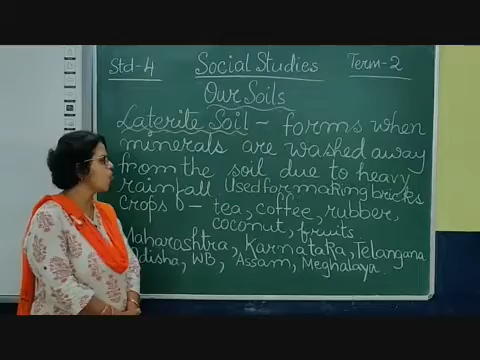 Std-4 Social Studies Term-2
Our Soils
Laterite Soil - forms when
minerals are washed away
from the soil due to heavy
rainfall Used for making bricks
crops - tea, coffee, rubber,
coconut, fruits
Maharashtra, Karnataka, Telangana
Odisha, WB, Assam, Meghalaya.